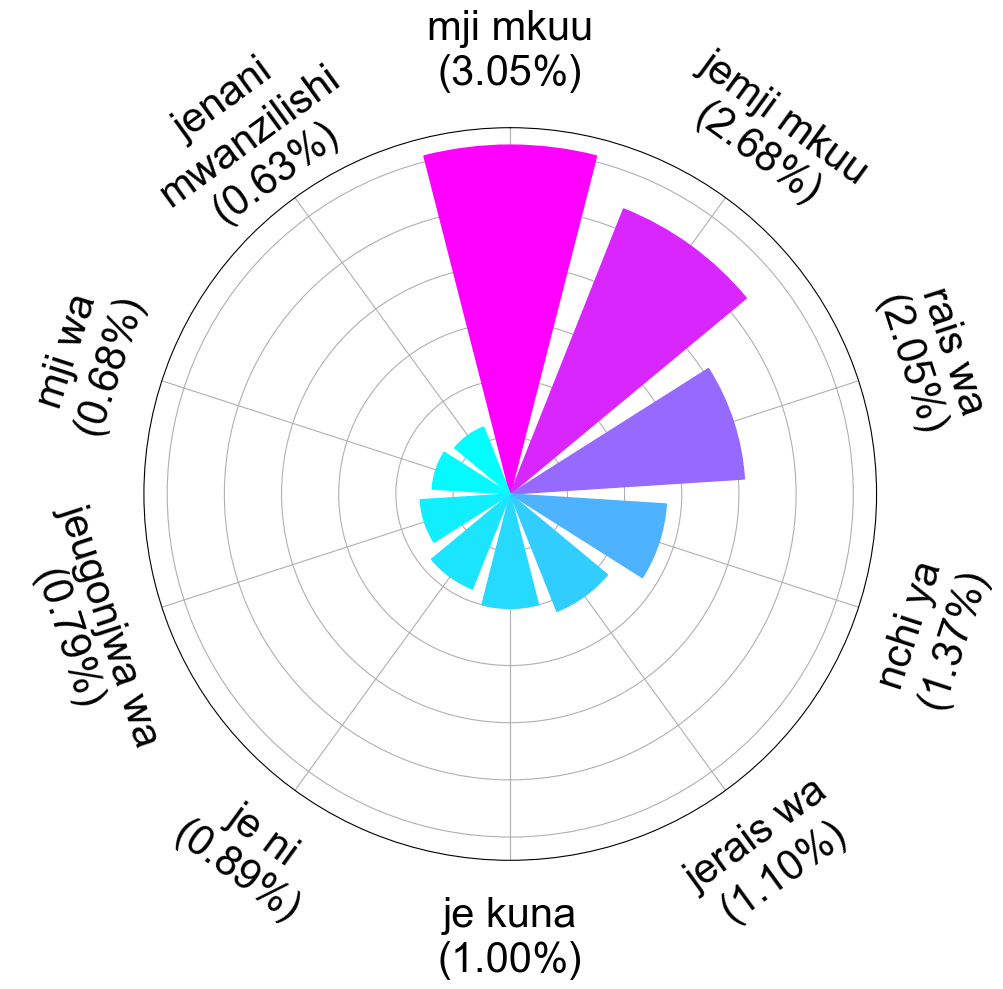 mji mkuu
(3.05%)
jemji mkuu
(2.68%)
rais wa
(2.05%)
nchi ya
(1.37%)
jerais wa
(1.10%)
je kuna
(1.00%)
je ni
(0.89%)
jeugonjwa wa
(0.79%)
mji wa
(0.68%)
jenani
mwanzilishi
(0.63%)